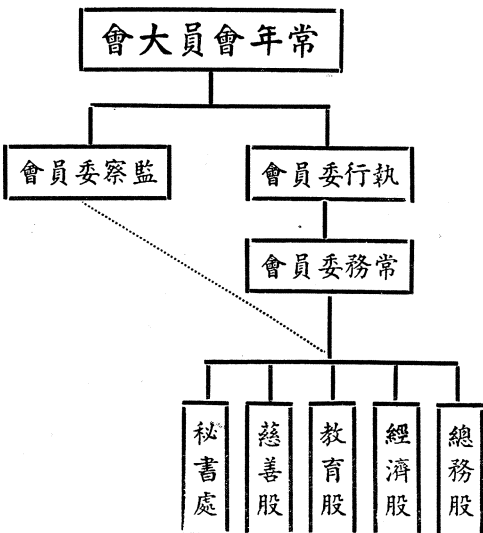 常年會員大會
執行委員會
監察委員會
常務委員會
總務股
經濟股
教育股
慈善股
秘書處